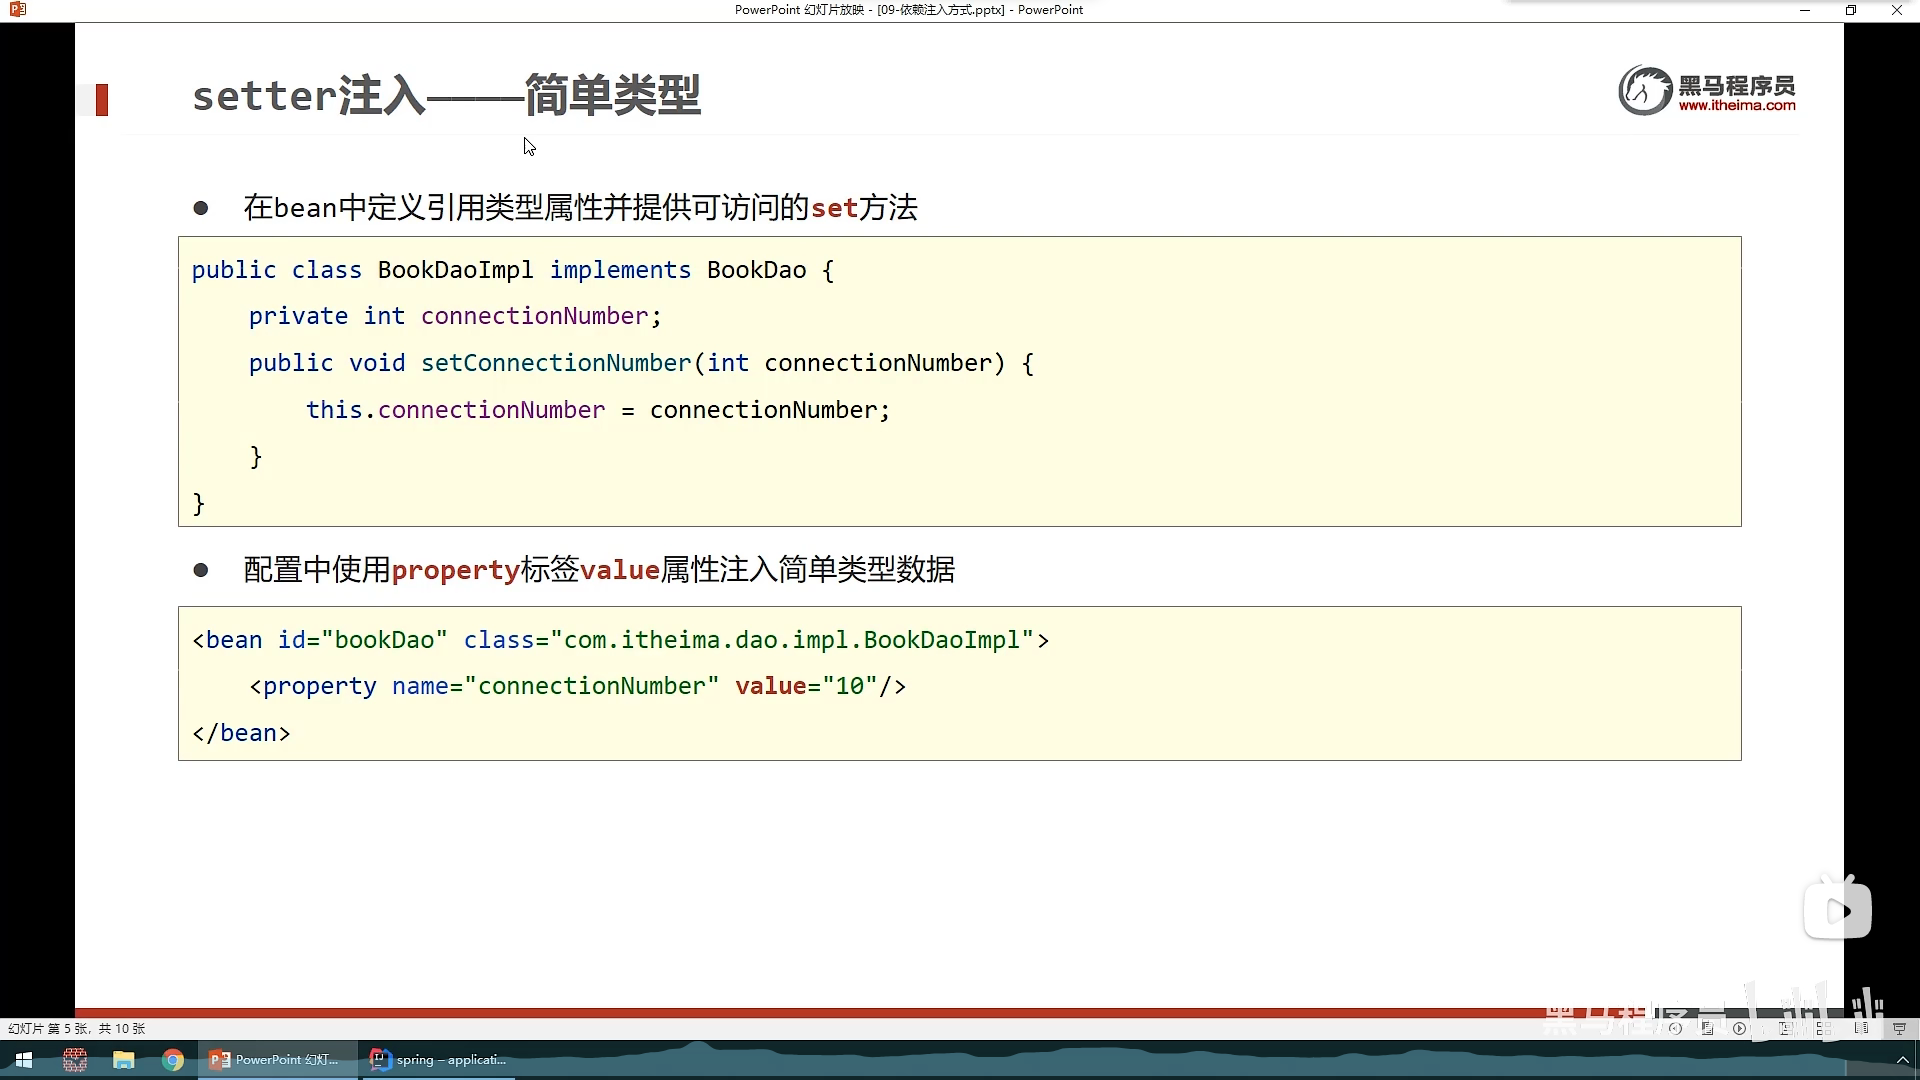 PowerPoint 幻灯片放映 - [09-依赖注入方式.pptx] - PowerPoint
setter注入————简单类型
黑马程序员
www.itheima.com
● 在bean中定义引用类型属性并提供可访问的set方法
public class BookDaoImpl implements BookDao {
    private int connectionNumber;
    public void setConnectionNumber(int connectionNumber) {
        this.connectionNumber = connectionNumber;
    }
}
● 配置中使用property标签value属性注入简单类型数据
<bean id="bookDao" class="com.itheima.dao.impl.BookDaoImpl">
    <property name="connectionNumber" value="10"/>
</bean>
黑马程序员
幻灯片 第 5 张，共 10 张
PowerPoint 幻灯...
spring – applicati...